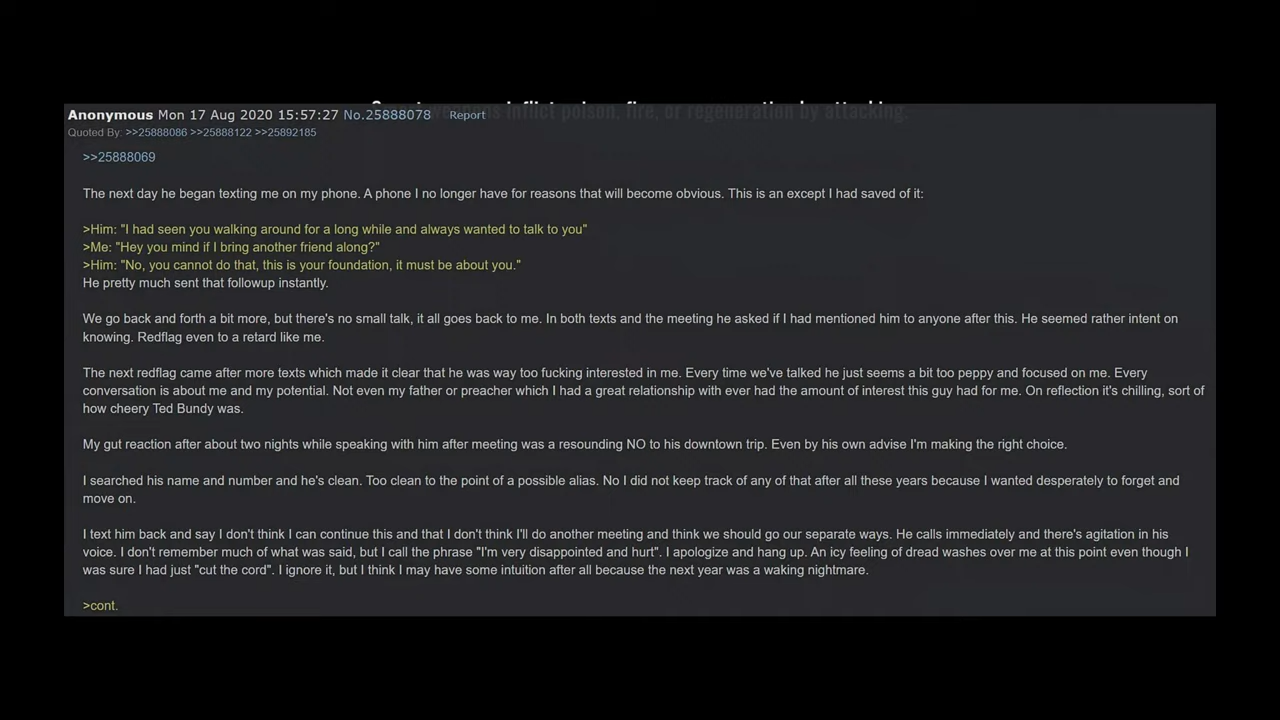 weapons inflict poison, fire, or regeneration by attacking.
Anonymous Mon 17 Aug 2020 15:57:27 No.25888078 Report
Quoted By: >>25888086 >>25888122 >>25892185
>>25888069
The next day he began texting me on my phone. A phone I no longer have for reasons that will become obvious. This is an except I had saved of it:
>Him: "I had seen you walking around for a long while and always wanted to talk to you"
>Me: "Hey you mind if I bring another friend along?"
>Him: "No, you cannot do that, this is your foundation, it must be about you."
He pretty much sent that followup instantly.
We go back and forth a bit more, but there's no small talk, it all goes back to me. In both texts and the meeting he asked if I had mentioned him to anyone after this. He seemed rather intent on
knowing. Redflag even to a retard like me.
The next redflag came after more texts which made it clear that he was way too fucking interested in me. Every time we've talked he just seems a bit too peppy and focused on me. Every
conversation is about me and my potential. Not even my father or preacher which I had a great relationship with ever had the amount of interest this guy had for me. On reflection it's chilling, sort of
how cheery Ted Bundy was.
My gut reaction after about two nights while speaking with him after meeting was a resounding NO to his downtown trip. Even by his own advise I'm making the right choice.
I searched his name and number and he's clean. Too clean to the point of a possible alias. No I did not keep track of any of that after all these years because I wanted desperately to forget and
move on.
I text him back and say I don't think I can continue this and that I don't think I'll do another meeting and think we should go our separate ways. He calls immediately and there's agitation in his
voice. I don't remember much of what was said, but I call the phrase "I'm very disappointed and hurt". I apologize and hang up. An icy feeling of dread washes over me at this point even though I
was sure I had just "cut the cord". I ignore it, but I think I may have some intuition after all because the next year was a waking nightmare.
>cont.